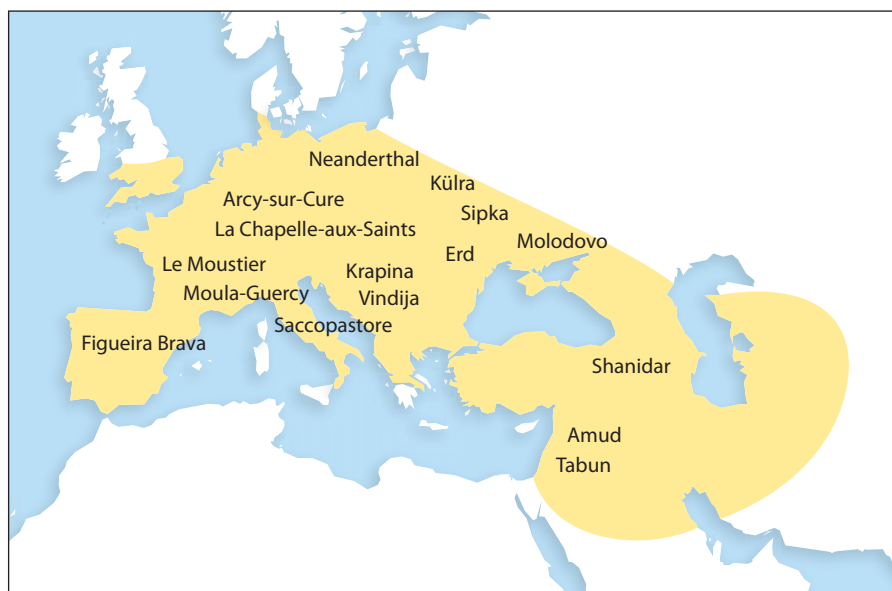 Neanderthal
Külra
Arcy-sur-Cure
Sipka
La Chapelle-aux-Saints
Molodovo
Erd
Le Moustier
Krapina
Moula-Guercy
Vindija
Saccopastore
Figueira Brava
Shanidar
Amud
Tabun